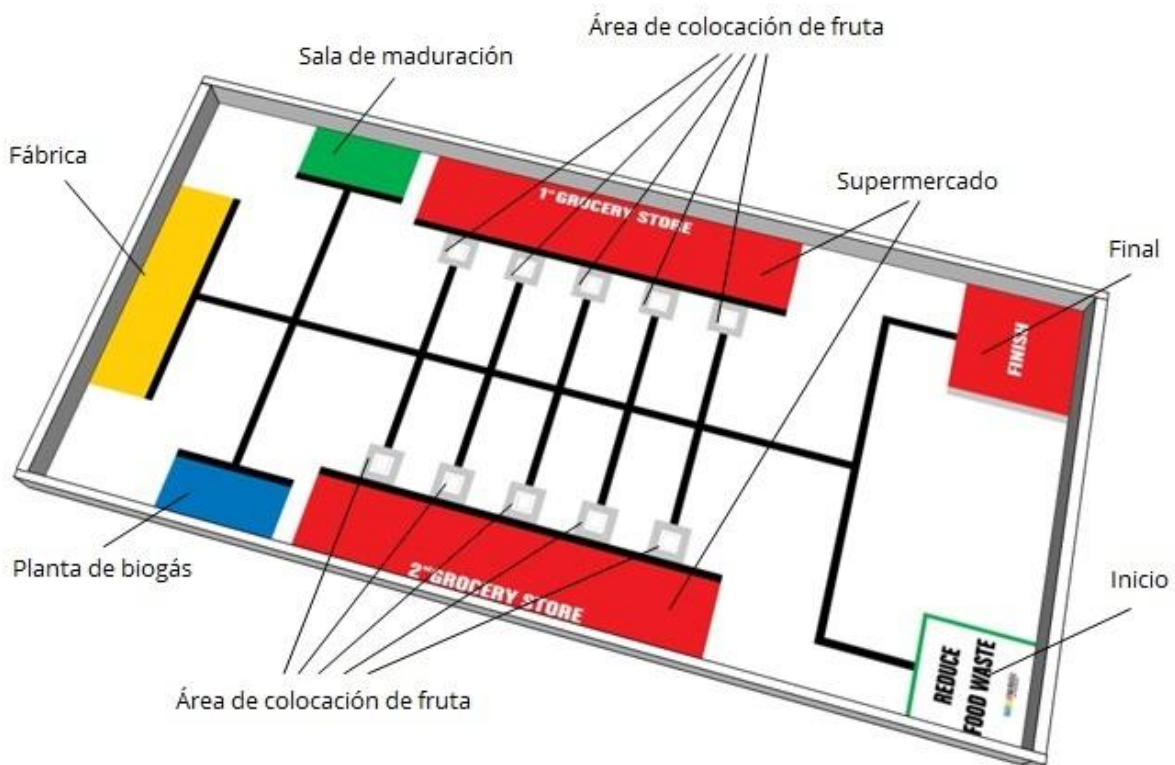 Área de colocación de fruta
Sala de maduración
Fábrica
Supermercado
1st GROCERY STORE
Final
FINISH
Planta de biogás
2nd GROCERY STORE
Inicio
REDUCE
FOOD WASTE
Área de colocación de fruta